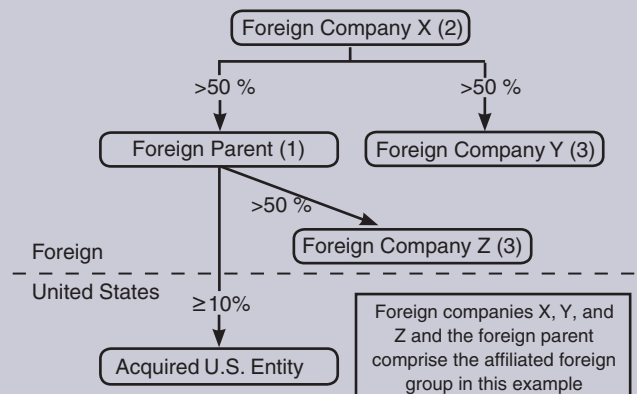 Foreign Company X (2)
>50 %
>50 %
Foreign Parent (1)
Foreign Company Y (3)
>50%
Foreign Company Z (3)
Foreign
United States
≥10%
Acquired U.S. Entity
Foreign companies X, Y, and
Z and the foreign parent
comprise the affiliated foreign
group in this example